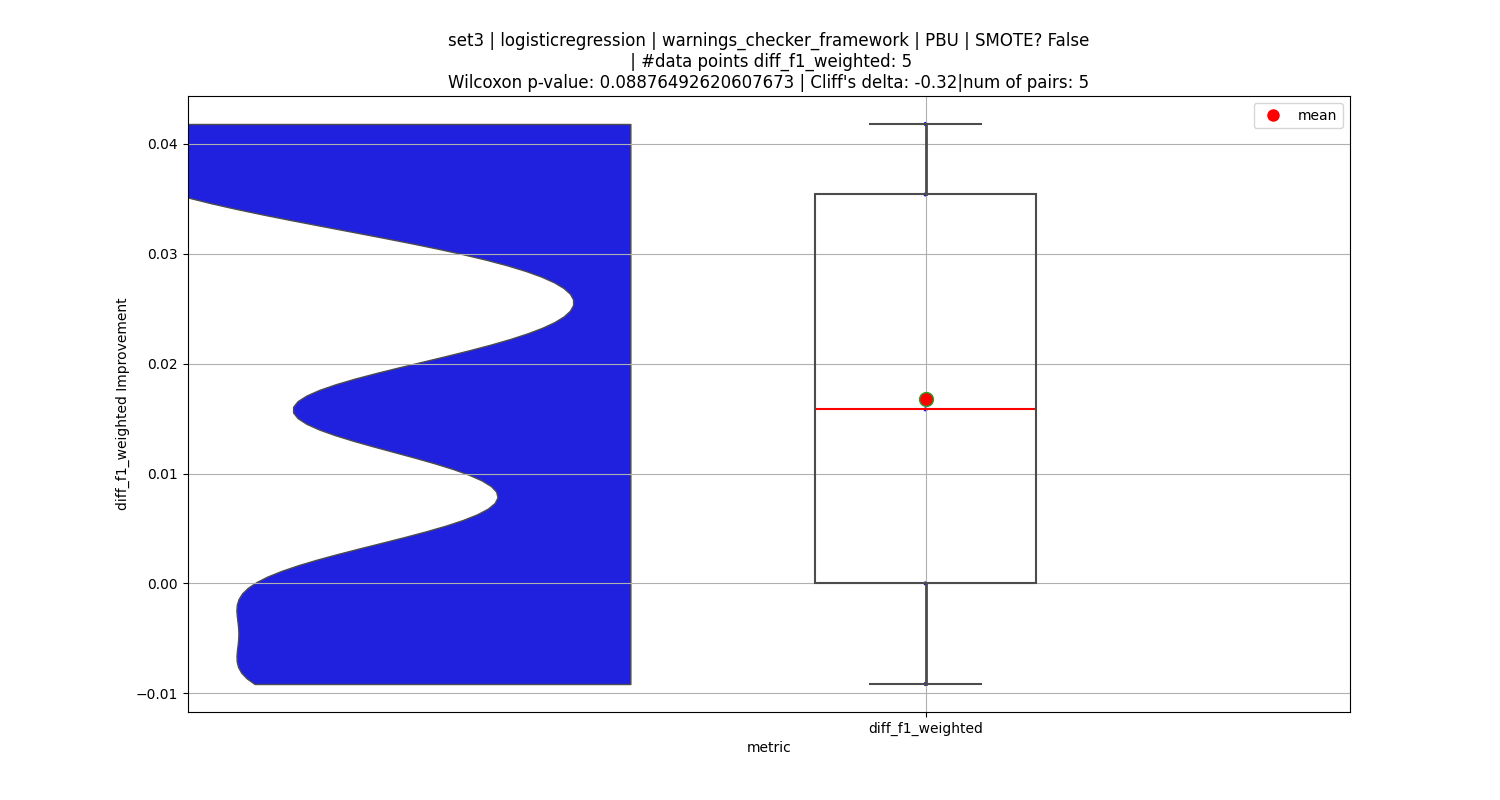 set3 | logisticregression | warnings_checker_framework | PBU | SMOTE? False
| #data points diff_f1_weighted: 5
Wilcoxon p-value: 0.08876492620607673 | Cliff's delta: -0.32|num of pairs: 5
mean
0.04
0.03
0.02
0.01
0.00
−0.01
diff_f1_weighted Improvement
diff_f1_weighted
metric